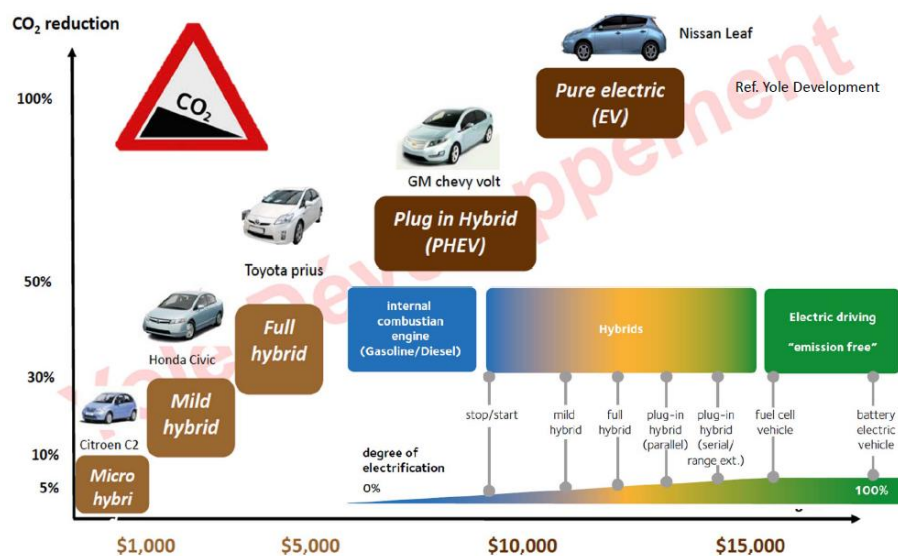 CO₂ reduction
Nissan Leaf
Ref. Yole Development
100%
CO₂
Pure electric
(EV)
GM chevy volt
Plug in Hybrid
(PHEV)
Toyota prius
50%
internal
combustian
engine
(Gasoline/Diesel)
Hybrids
Electric driving
"emission free"
Full
hybrid
Honda Civic
30%
Mild
hybrid
stop/start
mild
hybrid
full
hybrid
plug-in
hybrid
(parallel)
plug-in
hybrid
(serial/
range ext.)
fuel cell
vehicle
battery
electric
vehicle
Citroen C2
10%
Micro
hybri
5%
degree of
electrification
0%
100%
$1,000
$5,000
$10,000
$15,000
Yole Développement